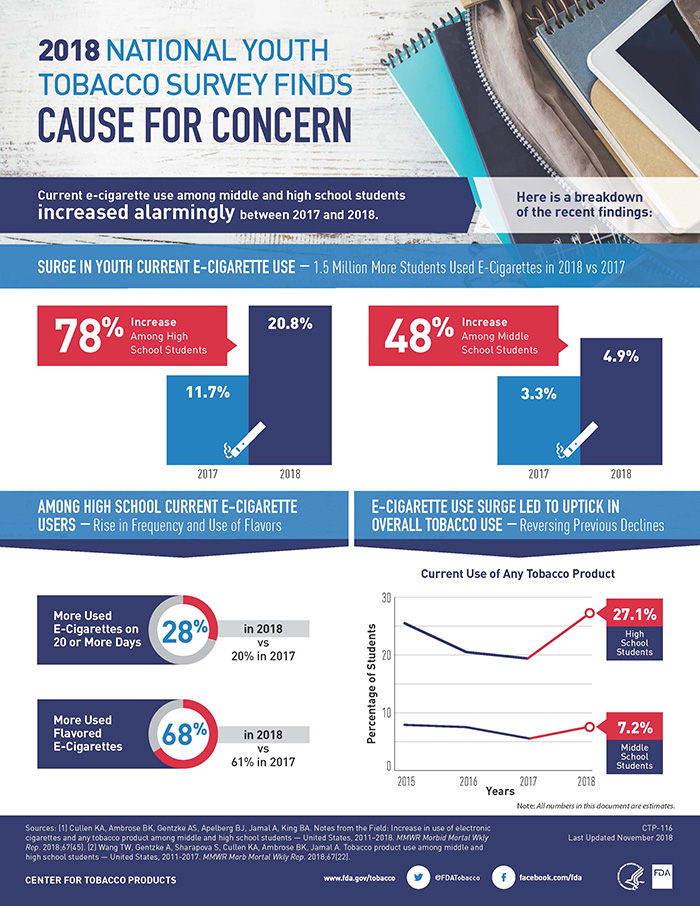 2018 NATIONAL YOUTH
TOBACCO SURVEY FINDS
CAUSE FOR CONCERN
Current e-cigarette use among middle and high school students
increased alarmingly between 2017 and 2018.
Here is a breakdown
of the recent findings:
SURGE IN YOUTH CURRENT E-CIGARETTE USE — 1.5 Million More Students Used E-Cigarettes in 2018 vs 2017
78% Increase
Among High
School Students
11.7%
20.8%
2017
2018
48% Increase
Among Middle
School Students
3.3%
4.9%
2017
2018
AMONG HIGH SCHOOL CURRENT E-CIGARETTE
USERS — Rise in Frequency and Use of Flavors
More Used
E-Cigarettes on
20 or More Days
28%
in 2018
vs
20% in 2017
More Used
Flavored
E-Cigarettes
68%
in 2018
vs
61% in 2017
E-CIGARETTE USE SURGE LED TO UPTICK IN
OVERALL TOBACCO USE — Reversing Previous Declines
Current Use of Any Tobacco Product
Percentage of Students
30
20
10
0
27.1%
High
School
Students
7.2%
Middle
School
Students
2015
2016
2017
2018
Years
Note: All numbers in this document are estimates.
Sources: (1) Cullen KA, Ambrose BK, Gentzke AS, Apelberg BJ, Jamal A, King BA. Notes from the Field: Increase in use of electronic
cigarettes and any tobacco product among middle and high school students — United States, 2011–2018. MMWR Morbid Mortal Wkly
Rep. 2018;67(45). (2) Wang TW, Gentzke A, Sharapova S, Cullen KA, Ambrose BK, Jamal A. Tobacco product use among middle and
high school students — United States, 2011-2017. MMWR Morb Mortal Wkly Rep. 2018;67(22).
CTP-116
Last Updated November 2018
CENTER FOR TOBACCO PRODUCTS
www.fda.gov/tobacco
@FDATobacco
facebook.com/fda
FDA